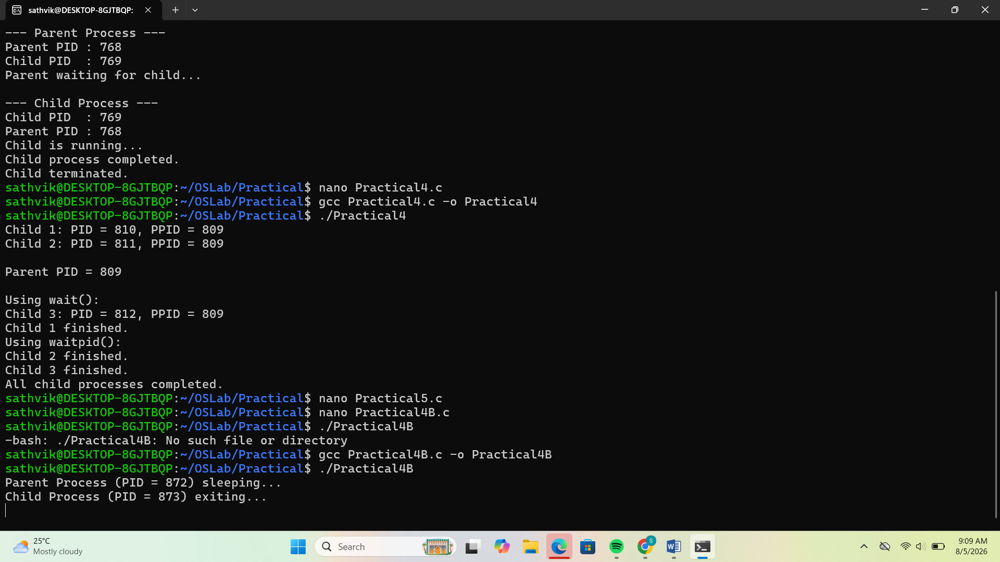 sathvik@DESKTOP-8GJTBQP:
--- Parent Process ---
Parent PID : 768
Child PID  : 769
Parent waiting for child...
--- Child Process ---
Child PID  : 769
Parent PID : 768
Child is running...
Child process completed.
Child terminated.
sathvik@DESKTOP-8GJTBQP:~/OSLab/Practical$ nano Practical4.c
sathvik@DESKTOP-8GJTBQP:~/OSLab/Practical$ gcc Practical4.c -o Practical4
sathvik@DESKTOP-8GJTBQP:~/OSLab/Practical$ ./Practical4
Child 1: PID = 810, PPID = 809
Child 2: PID = 811, PPID = 809
Parent PID = 809
Using wait():
Child 3: PID = 812, PPID = 809
Child 1 finished.
Using waitpid():
Child 2 finished.
Child 3 finished.
All child processes completed.
sathvik@DESKTOP-8GJTBQP:~/OSLab/Practical$ nano Practical5.c
sathvik@DESKTOP-8GJTBQP:~/OSLab/Practical$ nano Practical4B.c
sathvik@DESKTOP-8GJTBQP:~/OSLab/Practical$ ./Practical4B
-bash: ./Practical4B: No such file or directory
sathvik@DESKTOP-8GJTBQP:~/OSLab/Practical$ gcc Practical4B.c -o Practical4B
sathvik@DESKTOP-8GJTBQP:~/OSLab/Practical$ ./Practical4B
Parent Process (PID = 872) sleeping...
Child Process (PID = 873) exiting...
25°C
Mostly cloudy
Search
S
W
9:09 AM
8/5/2026